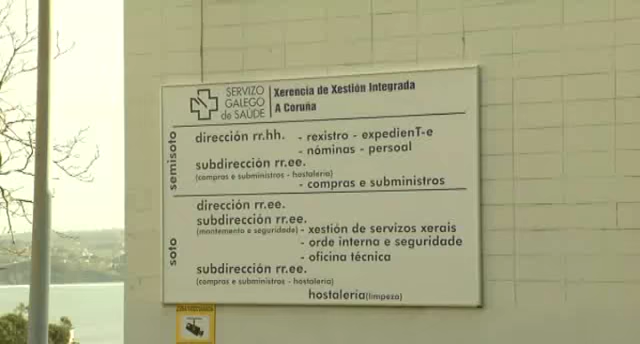 SERVIZO
GALEGO
de SAÚDE
Xerencia de Xestión Integrada
A Coruña
semisoto
dirección rr.hh. - rexistro - expedienT-e
- nóminas - persoal
subdirección rr.ee.
(compras e subministros - hostalería)
- compras e subministros
soto
dirección rr.ee.
subdirección rr.ee.
(mantemento e seguridade) - xestión de servizos xerais
- orde interna e seguridade
- oficina técnica
subdirección rr.ee.
(compras e subministros - hostalería)
hostalería(limpeza)